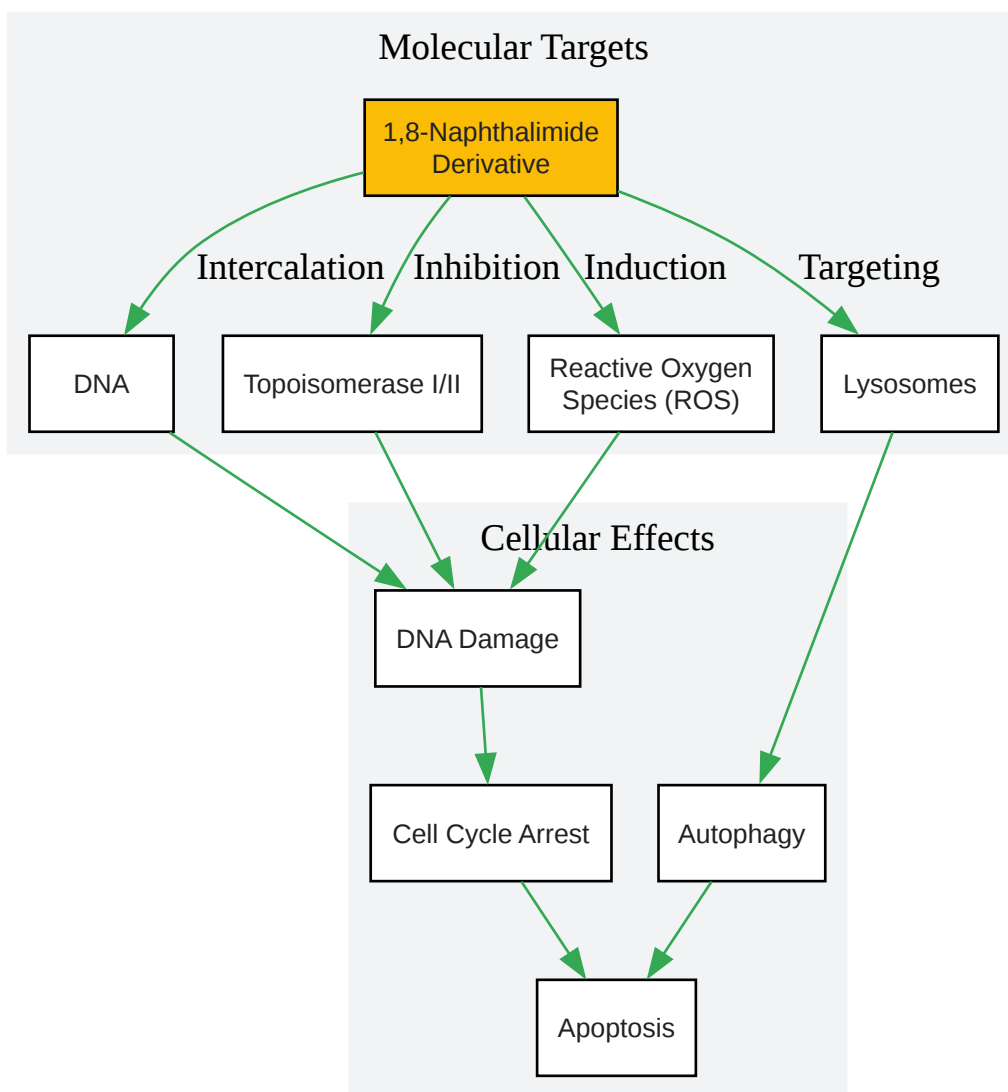 Molecular Targets
1,8-Naphthalimide
Derivative
Intercalation
Inhibition
Induction
Targeting
DNA
Topoisomerase I/II
Reactive Oxygen
Species (ROS)
Lysosomes
Cellular Effects
DNA Damage
Cell Cycle Arrest
Autophagy
Apoptosis